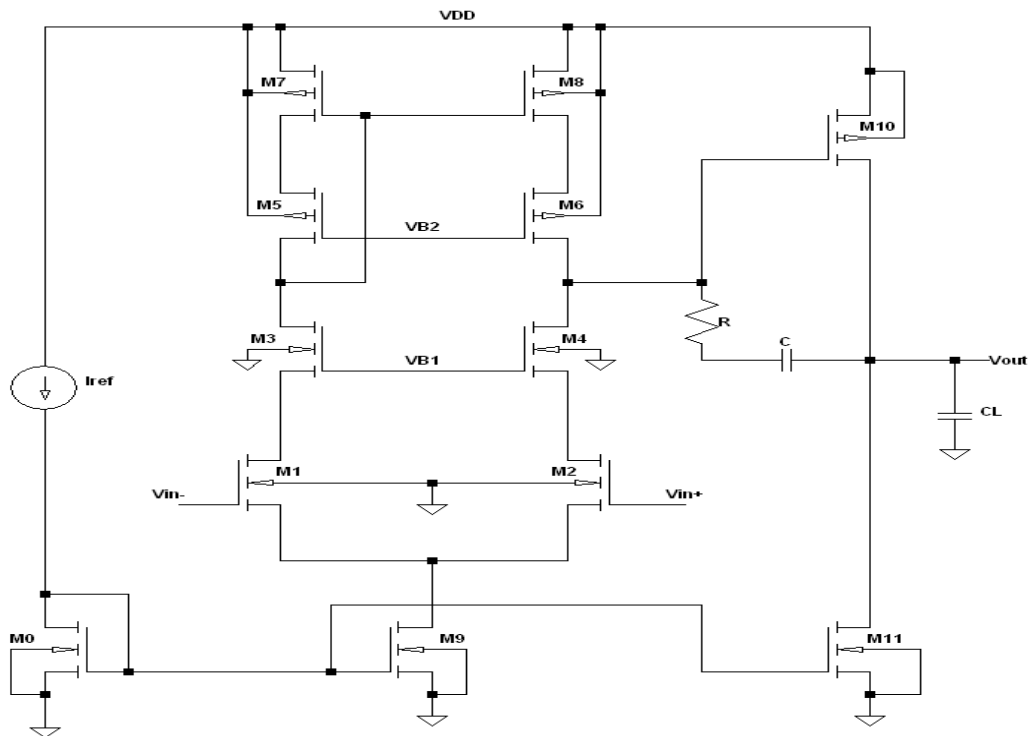 VDD
M7 M8
M10
M5 M6
VB2
R
M3 M4
C
VB1
Vout
Iref
CL
M1 M2
Vin- Vin+
M0 M9 M11